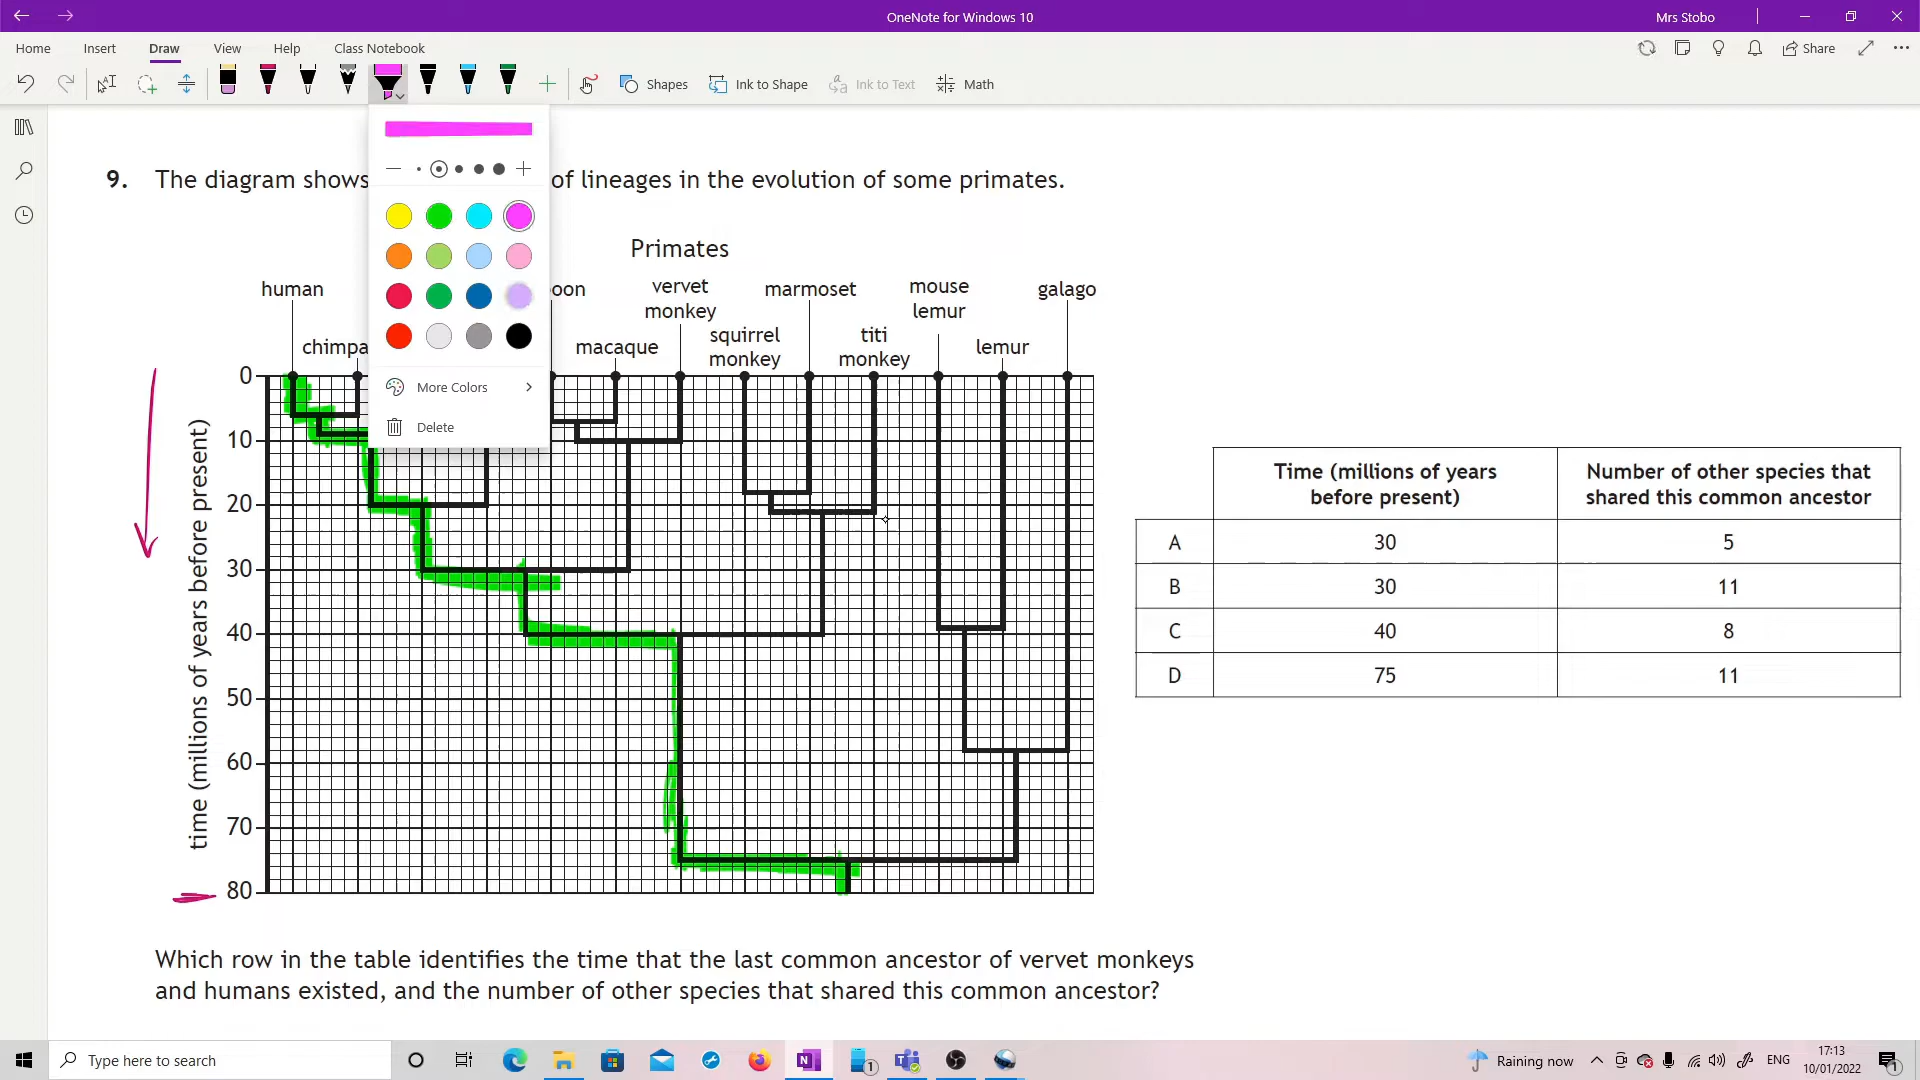 OneNote for Windows 10
Mrs Stobo
Home
Insert
Draw
View
Help
Class Notebook
Share
Shapes
Ink to Shape
Ink to Text
Math
More Colors
Delete
9. The diagram shows of lineages in the evolution of some primates.
Primates
human
oon
vervet
monkey
marmoset
mouse
lemur
galago
chimpa
macaque
squirrel
monkey
titi
monkey
lemur
time (millions of years before present)
0
10
20
30
40
50
60
70
80
Time (millions of years
before present)
Number of other species that
shared this common ancestor
A 30 5
B 30 11
C 40 8
D 75 11
Which row in the table identifies the time that the last common ancestor of vervet monkeys
and humans existed, and the number of other species that shared this common ancestor?
Type here to search
1
Raining now
ENG
17:13
10/01/2022
1